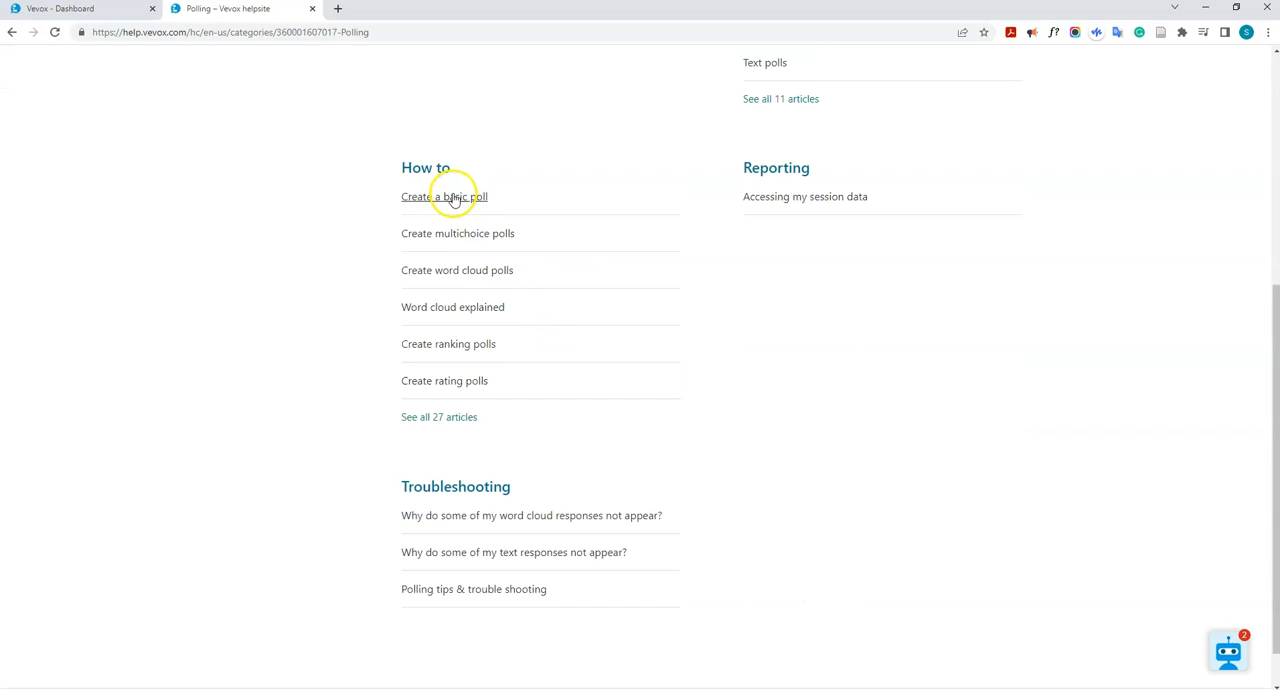 Vevox - Dashboard
Polling – Vevox helpsite
https://help.vevox.com/hc/en-us/categories/360001607017-Polling
f?
S
Text polls
See all 11 articles
How to
Create a basic poll
Create multichoice polls
Create word cloud polls
Word cloud explained
Create ranking polls
Create rating polls
See all 27 articles
Reporting
Accessing my session data
Troubleshooting
Why do some of my word cloud responses not appear?
Why do some of my text responses not appear?
Polling tips & trouble shooting
2